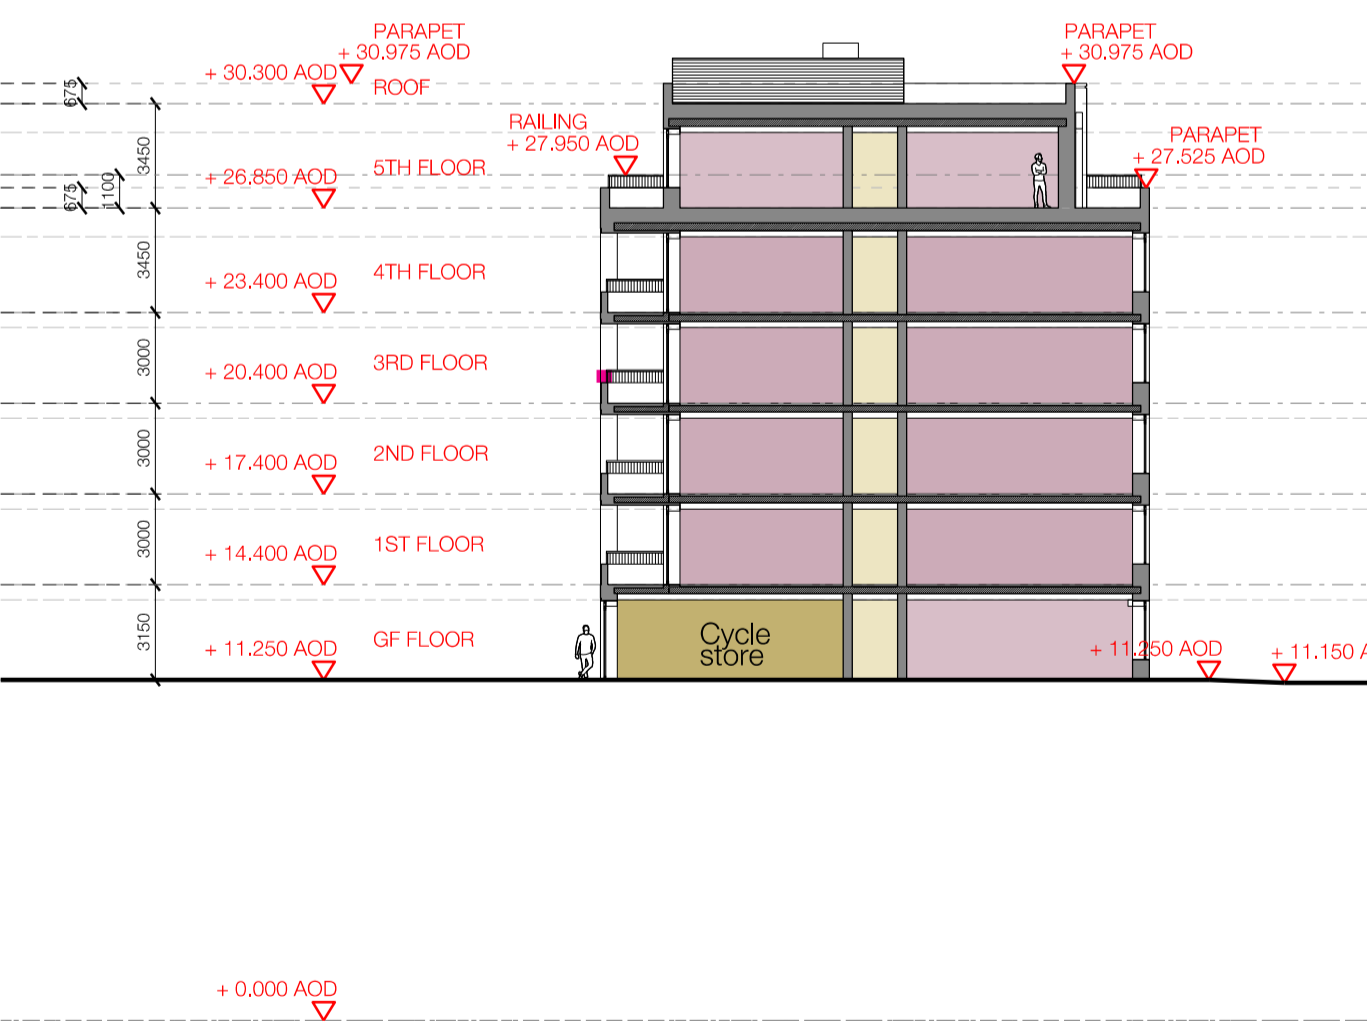 PARAPET
+ 30.975 AOD
PARAPET
+ 30.975 AOD
+ 30.300 AOD
ROOF
675
RAILING
+ 27.950 AOD
PARAPET
+ 27.525 AOD
3450
5TH FLOOR
+ 26.850 AOD
675
1100
3450
4TH FLOOR
+ 23.400 AOD
3000
3RD FLOOR
+ 20.400 AOD
3000
2ND FLOOR
+ 17.400 AOD
3000
1ST FLOOR
+ 14.400 AOD
3150
GF FLOOR
+ 11.250 AOD
Cycle
store
+ 11.250 AOD
+ 11.150 A
+ 0.000 AOD